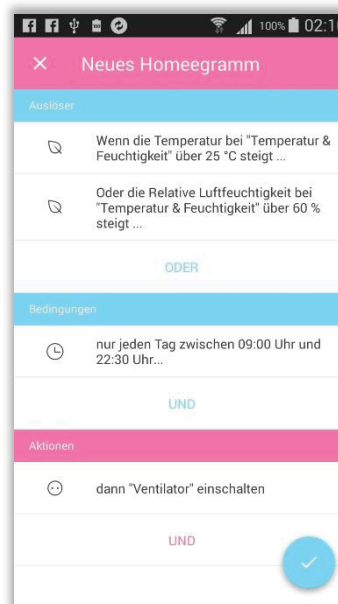 100% 02:1
Neues Homeegramm
Auslöser
Wenn die Temperatur bei "Temperatur &
Feuchtigkeit" über 25 °C steigt ...
Oder die Relative Luftfeuchtigkeit bei
"Temperatur & Feuchtigkeit" über 60 %
steigt ...
ODER
Bedingungen
nur jeden Tag zwischen 09:00 Uhr und
22:30 Uhr...
UND
Aktionen
dann "Ventilator" einschalten
UND